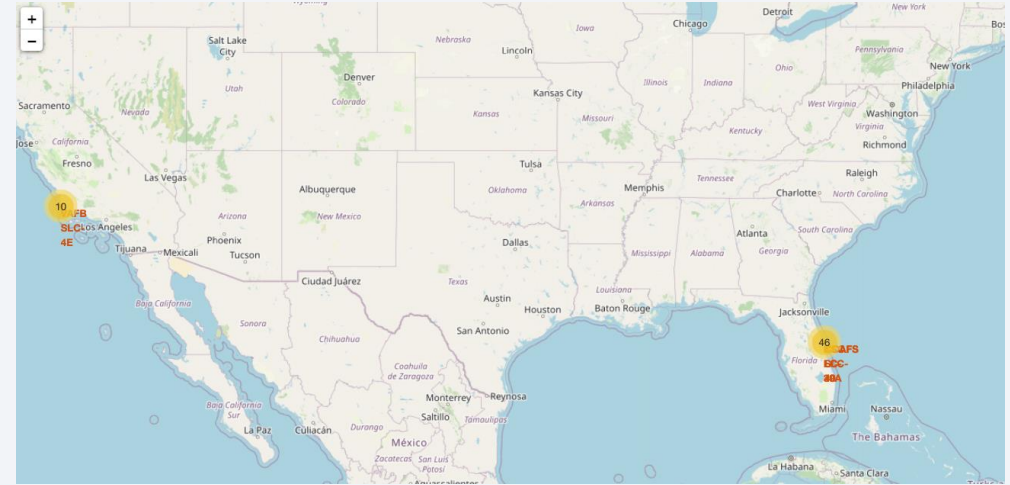 +
−
Salt Lake
City
Nebraska
Iowa
Chicago
Detroit
New York
Lincoln
Pennsylvania
New York
Denver
Utah
Colorado
Illinois
Indiana
Ohio
Philadelphia
Sacramento
Nevada
Kansas City
Kansas
Missouri
West Virginia
Washington
Virginia
Kentucky
California
Fresno
Richmond
Las Vegas
Tulsa
Raleigh
Albuquerque
Oklahoma
Memphis
Tennessee
Charlotte
North Carolina
10
AFB
SLC-
4E
Los Angeles
Arizona
New Mexico
Arkansas
South Carolina
Atlanta
Phoenix
Tijuana
Mexicali
Tucson
Dallas
Mississippi
Alabama
Georgia
Ciudad Juárez
Texas
Louisiana
Austin
Houston
Baton Rouge
Jacksonville
Baja California
Sonora
Chihuahua
San Antonio
46
AFS
Florida
Coahuila
de Zaragoza
Monterrey
Reynosa
Miami
Nassau
Baja California
Sur
La Paz
Culiacán
Durango
Saltillo
Tamaulipas
México
The Bahamas
Zacatecas
San Luis
Potosí
La Habana
Santa Clara
Aguascalientes